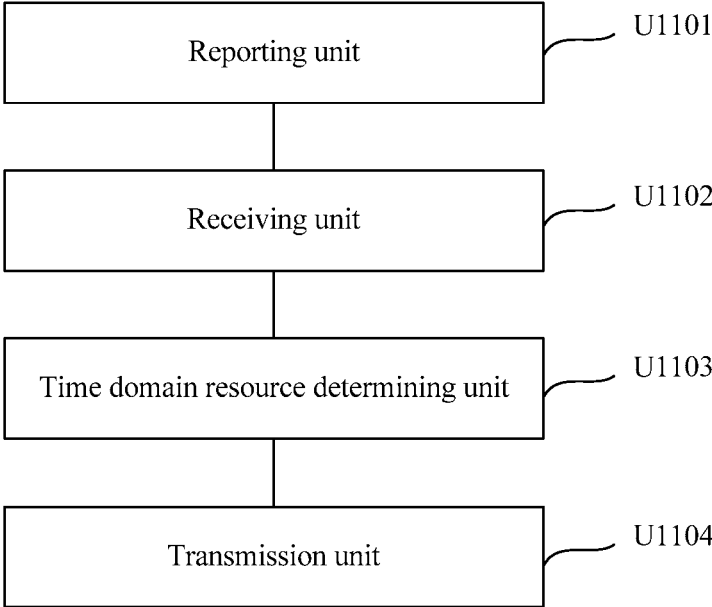 U1101
Reporting unit
U1102
Receiving unit
U1103
Time domain resource determining unit
U1104
Transmission unit